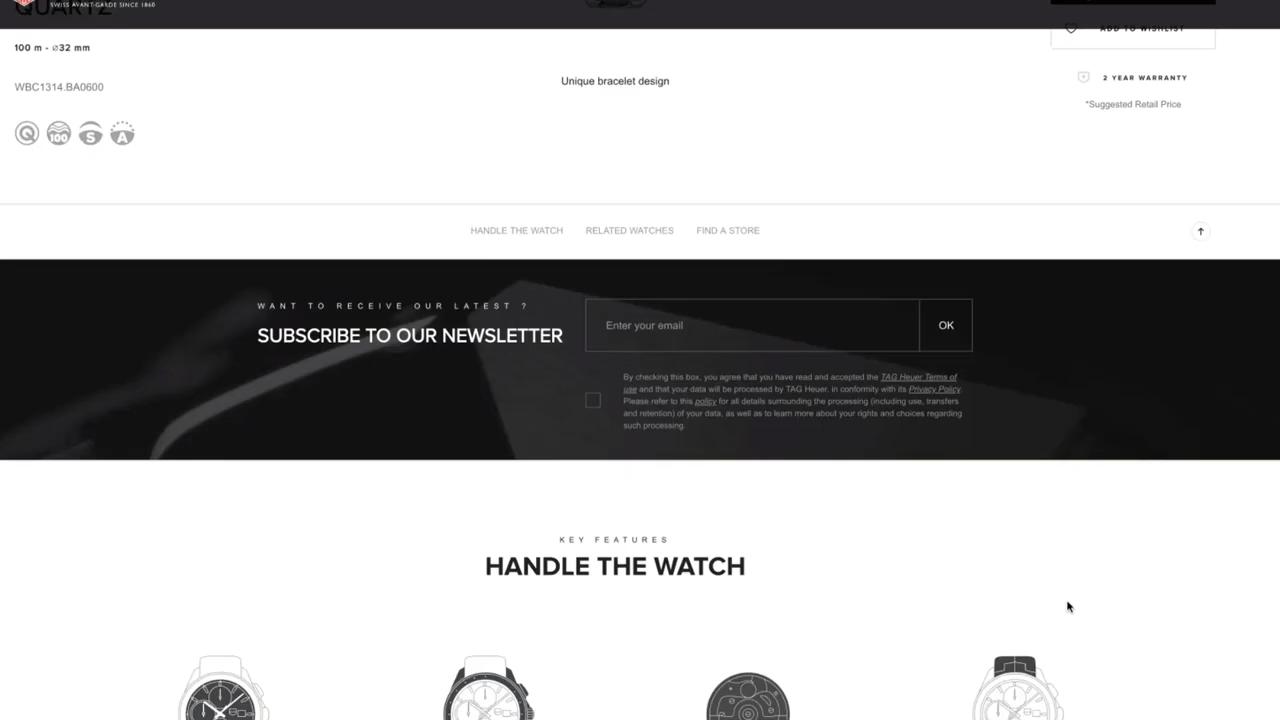 QUARTZ
SWISS AVANT-GARDE SINCE 1860
100 m - ⌀32 mm
WBC1314.BA0600
Q 100 S A
Unique bracelet design
ADD TO WISHLIST
2 YEAR WARRANTY
*Suggested Retail Price
HANDLE THE WATCH RELATED WATCHES FIND A STORE
WANT TO RECEIVE OUR LATEST ?
SUBSCRIBE TO OUR NEWSLETTER
Enter your email OK
By checking this box, you agree that you have read and accepted the TAG Heuer Terms of
use and that your data will be processed by TAG Heuer, in conformity with its Privacy Policy.
Please refer to this policy for all details surrounding the processing (including use, transfers
and retention) of your data, as well as to learn more about your rights and choices regarding
such processing.
KEY FEATURES
HANDLE THE WATCH